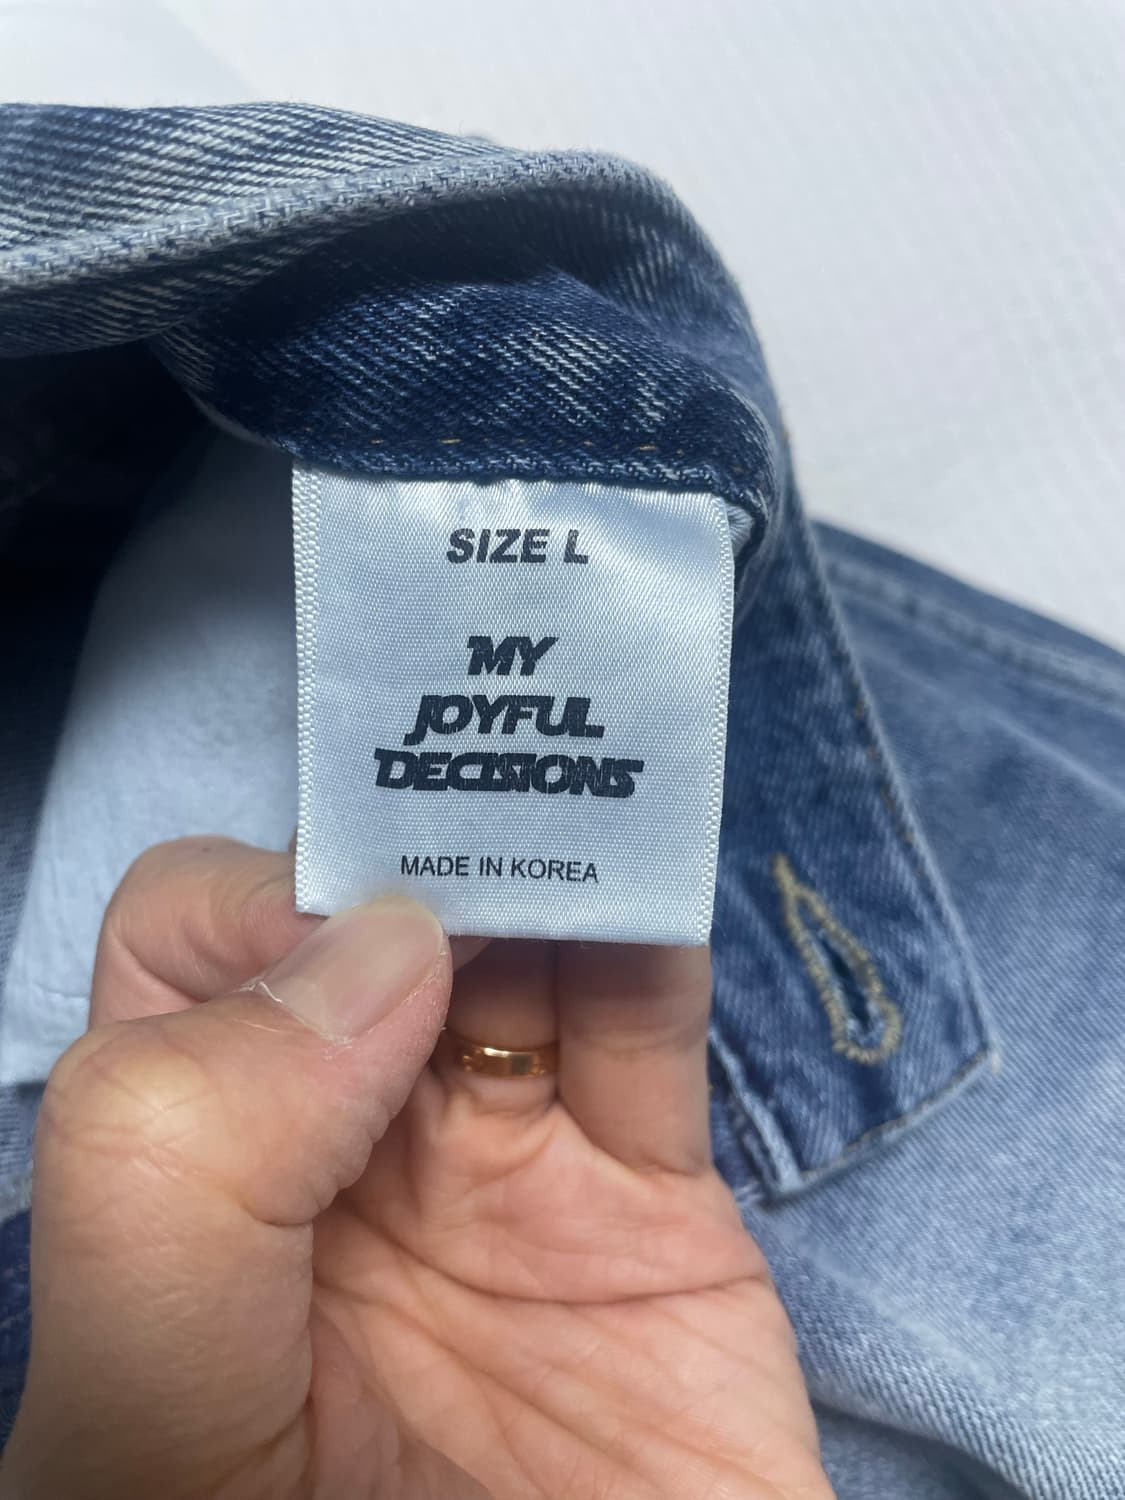 SIZE L
MY
JOYFUL
DECISIONS
MADE IN KOREA